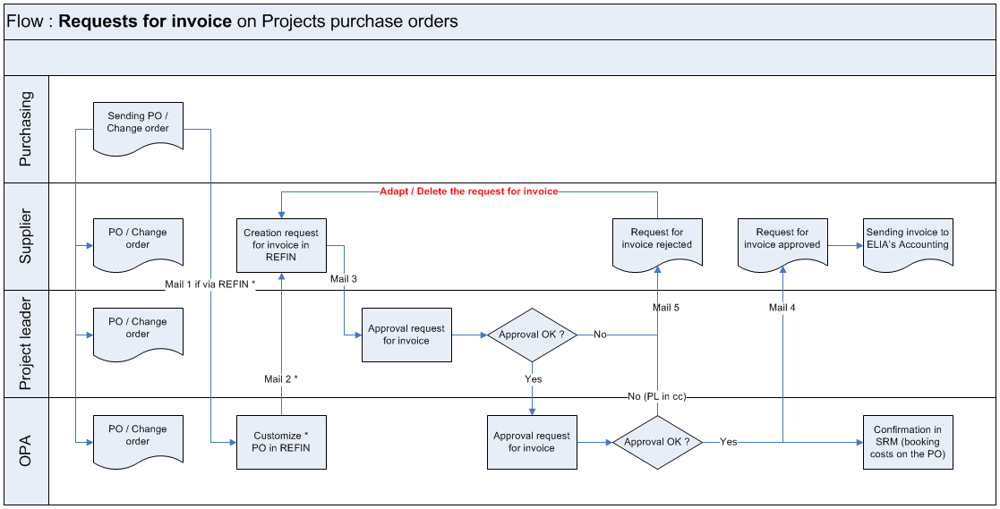 Flow : Requests for invoice on Projects purchase orders
Purchasing
Sending PO /
Change order
Supplier
Adapt / Delete the request for invoice
PO / Change
order
Creation request
for invoice in
REFIN
Request for
invoice rejected
Request for
invoice approved
Sending invoice to
ELIA's Accounting
Mail 1 if via REFIN *
Mail 3
Project leader
PO / Change
order
Approval request
for invoice
Approval OK ?
No
Mail 5
Mail 4
Mail 2 *
Yes
No (PL in cc)
OPA
PO / Change
order
Customize *
PO in REFIN
Approval request
for invoice
Approval OK ?
Yes
Confirmation in
SRM (booking
costs on the PO)